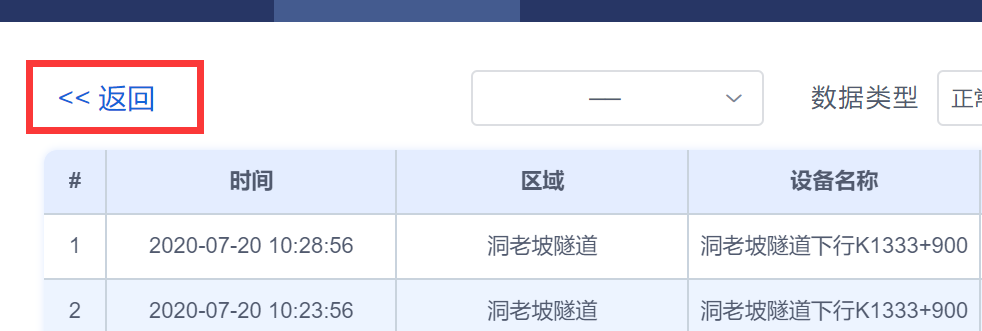 << 返回 — 数据类型 正常
# 时间 区域 设备名称
1 2020-07-20 10:28:56 洞老坡隧道 洞老坡隧道下行K1333+900
2 2020-07-20 10:23:56 洞老坡隧道 洞老坡隧道下行K1333+900